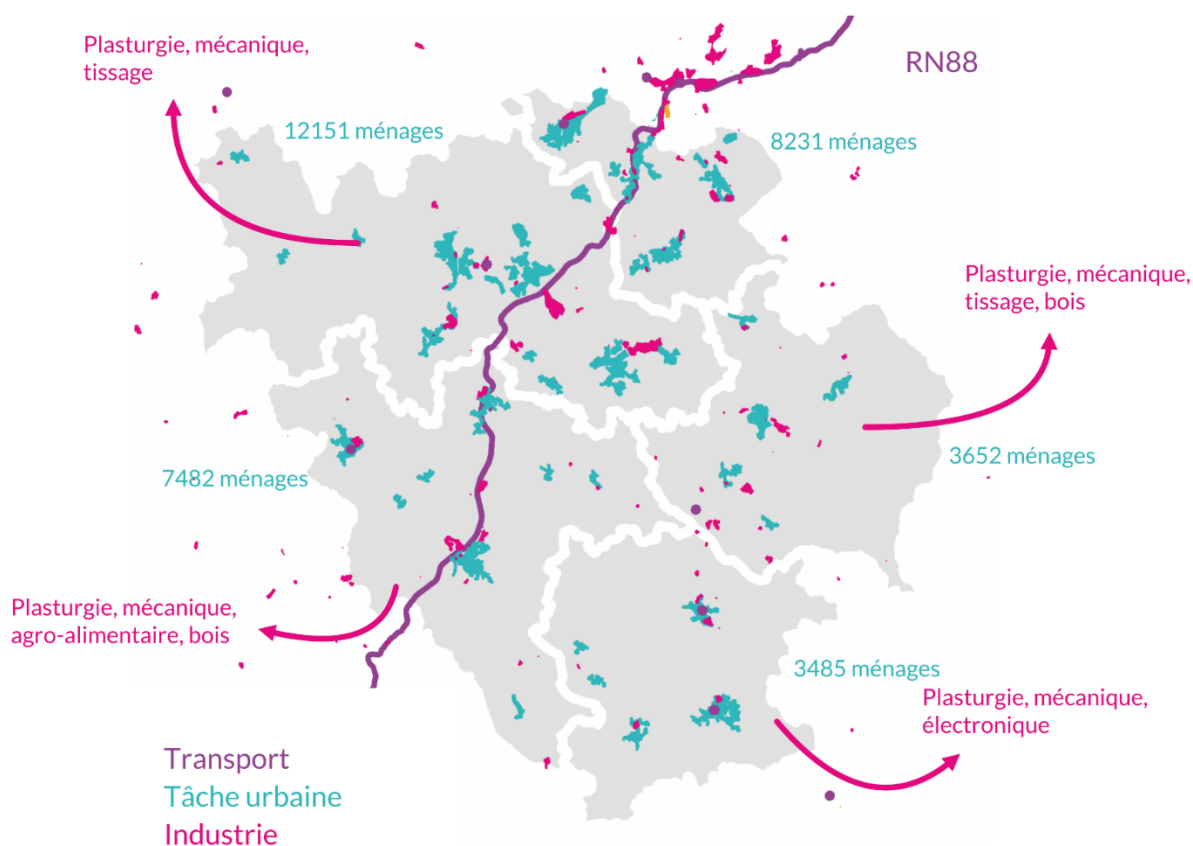 Plasturgie, mécanique,
tissage
RN88
12151 ménages
8231 ménages
Plasturgie, mécanique,
tissage, bois
3652 ménages
7482 ménages
Plasturgie, mécanique,
agro-alimentaire, bois
3485 ménages
Plasturgie, mécanique,
électronique
Transport
Tâche urbaine
Industrie